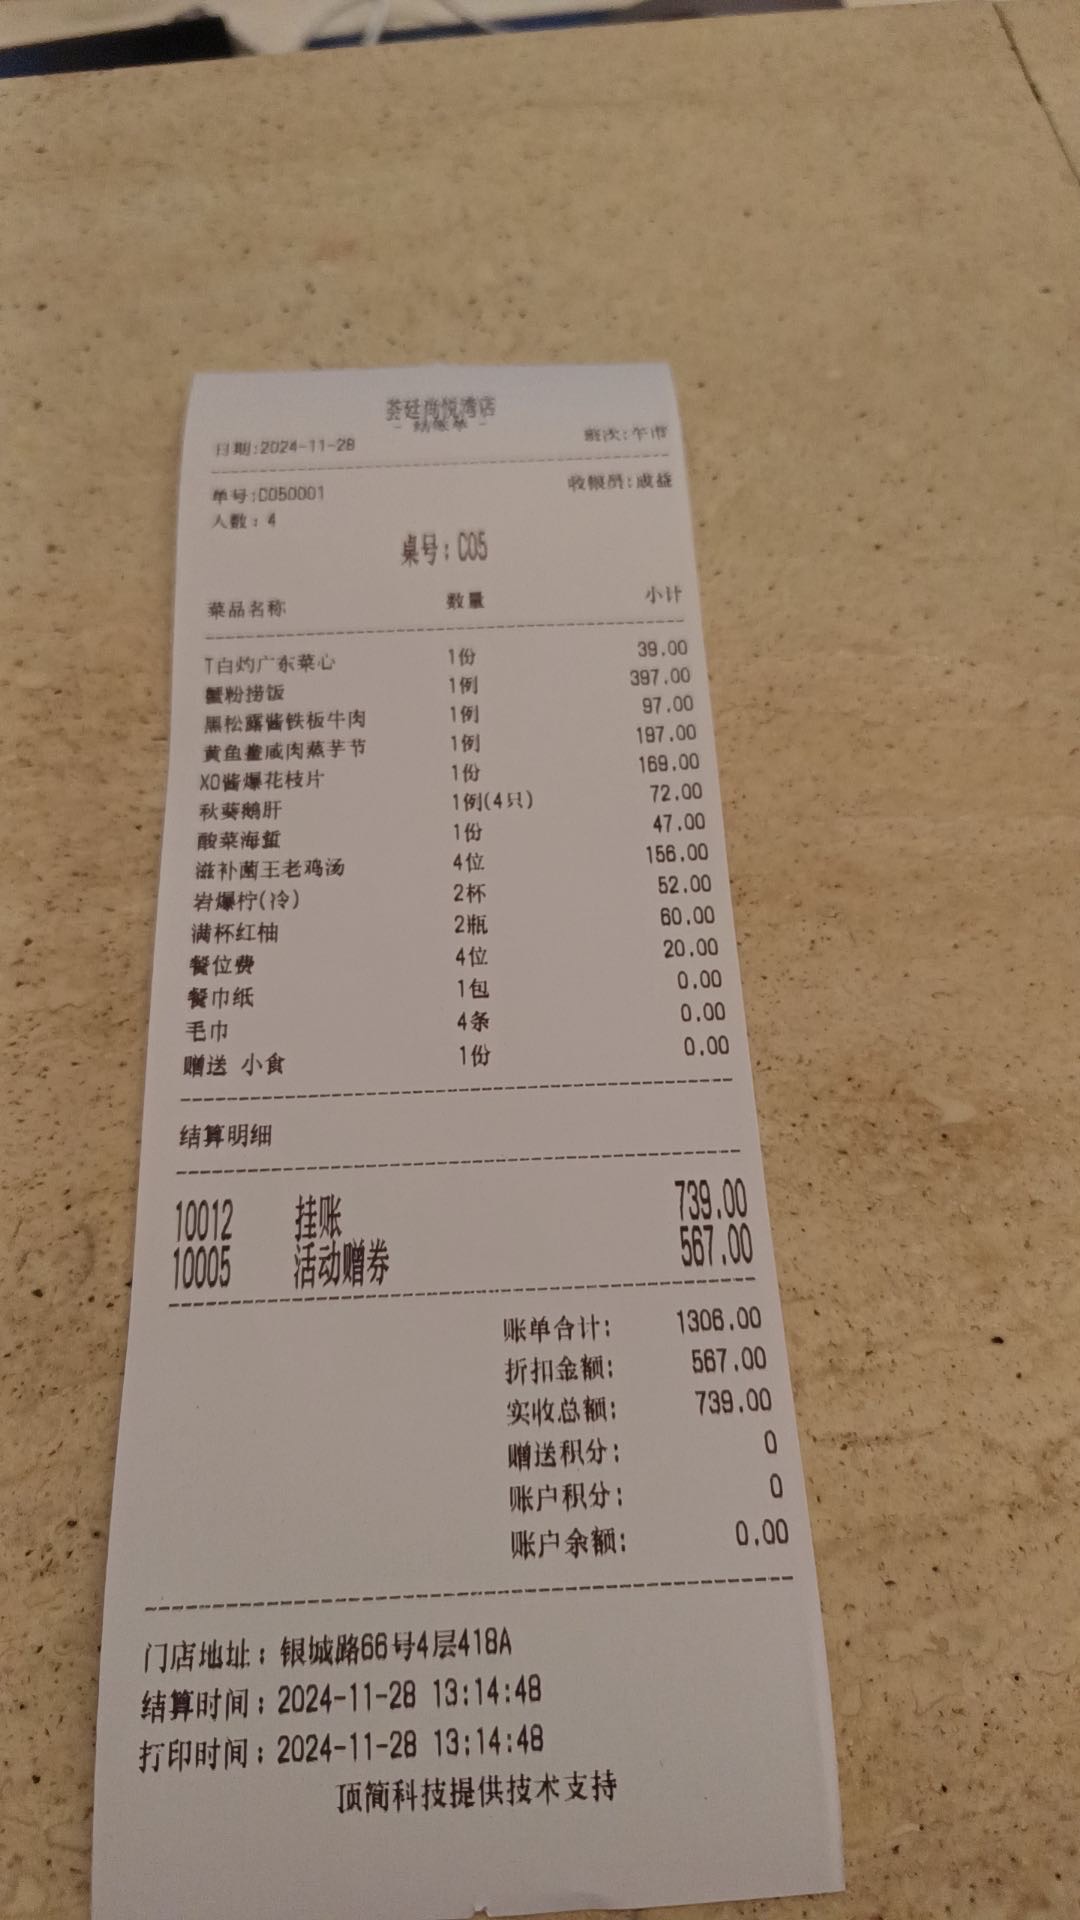 荟廷尚悦湾店
- 结账单 -
日期:2024-11-28 班次:午市
单号:C050001 收银员:成益
人数: 4
桌号: C05
菜品名称 数量 小计
T白灼广东菜心 1份 39.00
蟹粉捞饭 1例 397.00
黑松露酱铁板牛肉 1例 97.00
黄鱼鲞咸肉蒸芋节 1例 197.00
XO酱爆花枝片 1份 169.00
秋葵鹅肝 1例(4只) 72.00
酸菜海蜇 1份 47.00
滋补菌王老鸡汤 4位 156.00
岩爆柠(冷) 2杯 52.00
满杯红柚 2瓶 60.00
餐位费 4位 20.00
餐巾纸 1包 0.00
毛巾 4条 0.00
赠送 小食 1份 0.00
结算明细
10012 挂账 739.00
10005 活动赠券 567.00
账单合计: 1306.00
折扣金额: 567.00
实收总额: 739.00
赠送积分: 0
账户积分: 0
账户余额: 0.00
门店地址: 银城路66号4层418A
结算时间: 2024-11-28 13:14:48
打印时间: 2024-11-28 13:14:48
顶简科技提供技术支持